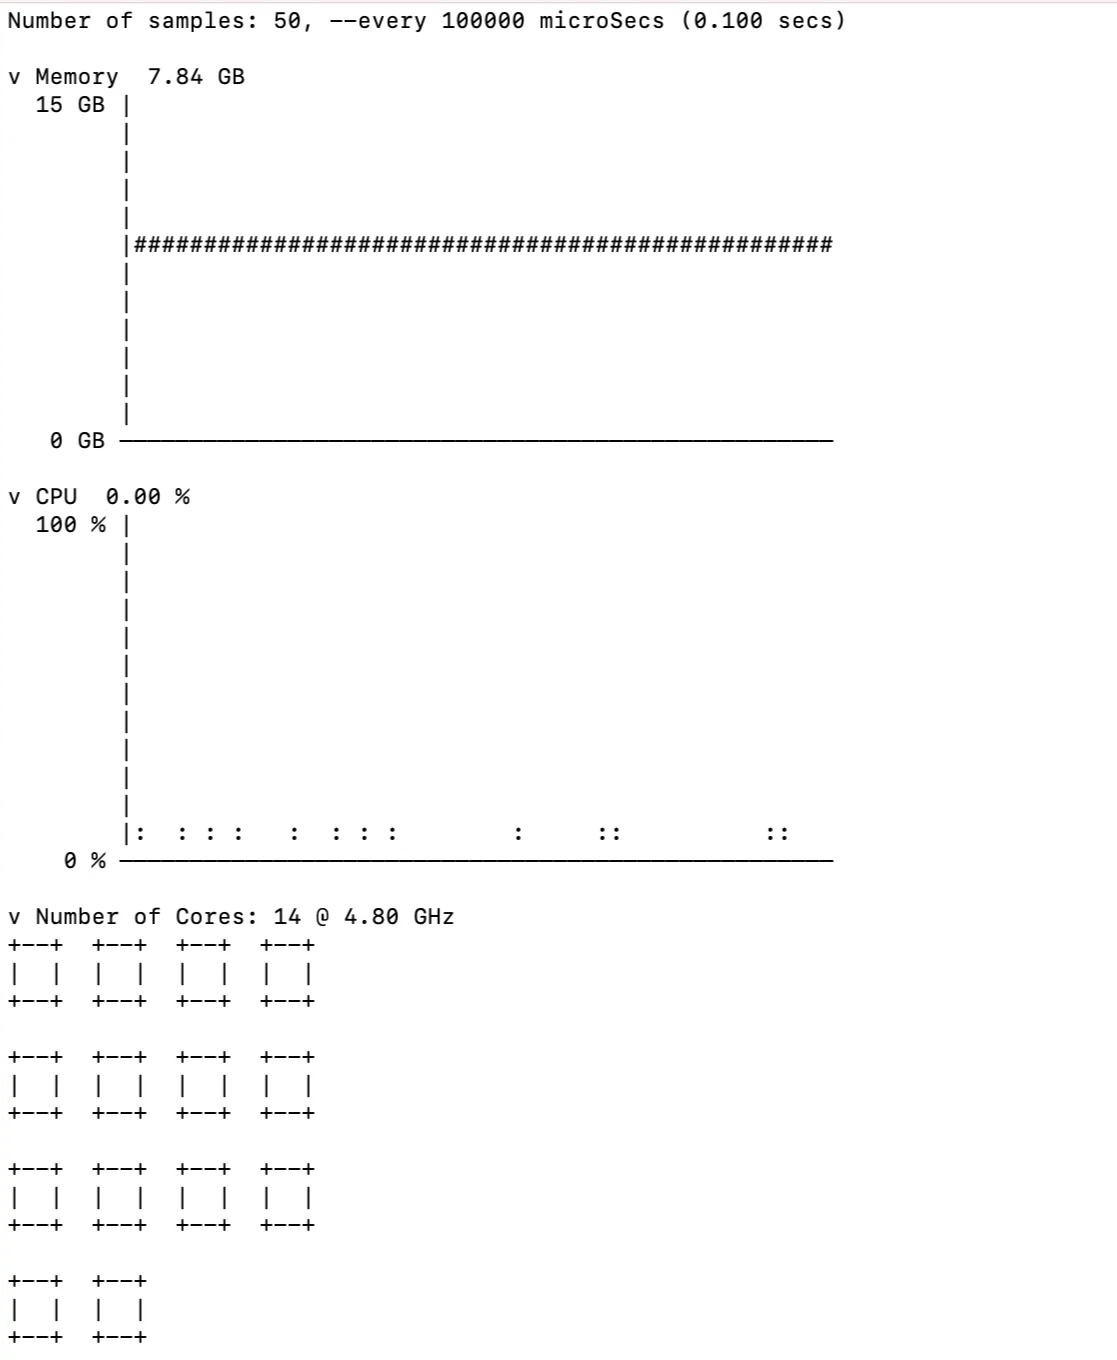 Number of samples: 50, --every 100000 microSecs (0.100 secs)

v Memory  7.84 GB
  15 GB |
        |
        |
        |
        |
        |##################################################
        |
        |
        |
        |
        |
        |
   0 GB ———————————————————————————————————————————————————

v CPU  0.00 %
  100 % |
        |
        |
        |
        |
        |
        |
        |
        |
        |
        |
        |:  : : :   :  : : :        :     ::          ::
    0 % ———————————————————————————————————————————————————

v Number of Cores: 14 @ 4.80 GHz
+——+  +——+  +——+  +——+
|  |  |  |  |  |  |  |
+——+  +——+  +——+  +——+

+——+  +——+  +——+  +——+
|  |  |  |  |  |  |  |
+——+  +——+  +——+  +——+

+——+  +——+  +——+  +——+
|  |  |  |  |  |  |  |
+——+  +——+  +——+  +——+

+——+  +——+
|  |  |  |
+——+  +——+